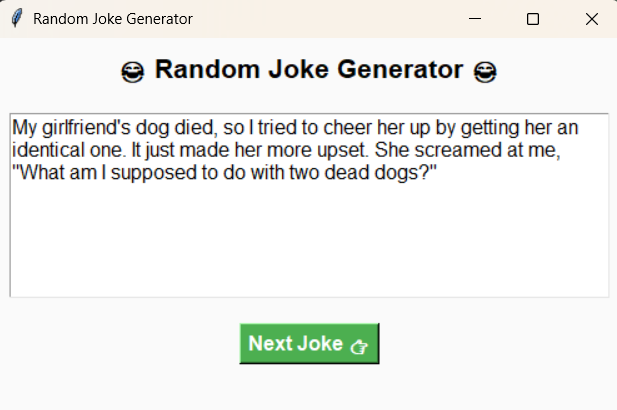 Random Joke Generator
😂 Random Joke Generator 😂
My girlfriend's dog died, so I tried to cheer her up by getting her an
identical one. It just made her more upset. She screamed at me,
"What am I supposed to do with two dead dogs?"
Next Joke 👉